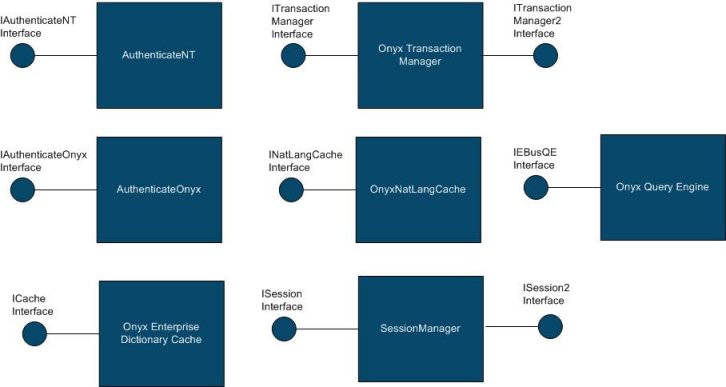 IAuthenticateNT
Interface
AuthenticateNT
ITransaction
Manager
Interface
Onyx Transaction
Manager
ITransaction
Manager2
Interface
IAuthenticateOnyx
Interface
AuthenticateOnyx
INatLangCache
Interface
OnyxNatLangCache
IEBusQE
Interface
Onyx Query Engine
ICache
Interface
Onyx Enterprise
Dictionary Cache
ISession
Interface
SessionManager
ISession2
Interface